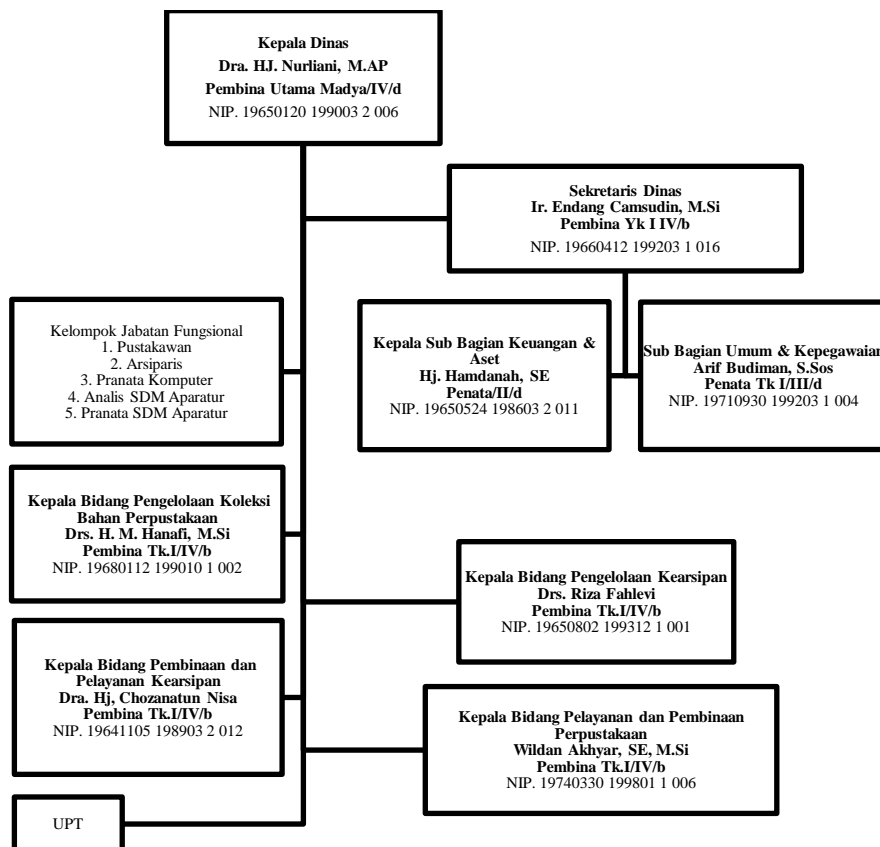 Kepala Dinas
Dra. HJ. Nurliani, M.AP
Pembina Utama Madya/IV/d
NIP. 19650120 199003 2 006
Sekretaris Dinas
Ir. Endang Camsudin, M.Si
Pembina Yk I IV/b
NIP. 19660412 199203 1 016
Kelompok Jabatan Fungsional
1. Pustakawan
2. Arsiparis
3. Pranata Komputer
4. Analis SDM Aparatur
5. Pranata SDM Aparatur
Kepala Sub Bagian Keuangan &
Aset
Hj. Hamdanah, SE
Penata/II/d
NIP. 19650524 198603 2 011
Sub Bagian Umum & Kepegawaian
Arif Budiman, S.Sos
Penata Tk I/III/d
NIP. 19710930 199203 1 004
Kepala Bidang Pengelolaan Koleksi
Bahan Perpustakaan
Drs. H. M. Hanafi, M.Si
Pembina Tk.I/IV/b
NIP. 19680112 199010 1 002
Kepala Bidang Pengelolaan Kearsipan
Drs. Riza Fahlevi
Pembina Tk.I/IV/b
NIP. 19650802 199312 1 001
Kepala Bidang Pembinaan dan
Pelayanan Kearsipan
Dra. Hj, Chozanatun Nisa
Pembina Tk.I/IV/b
NIP. 19641105 198903 2 012
Kepala Bidang Pelayanan dan Pembinaan
Perpustakaan
Wildan Akhyar, SE, M.Si
Pembina Tk.I/IV/b
NIP. 19740330 199801 1 006
UPT